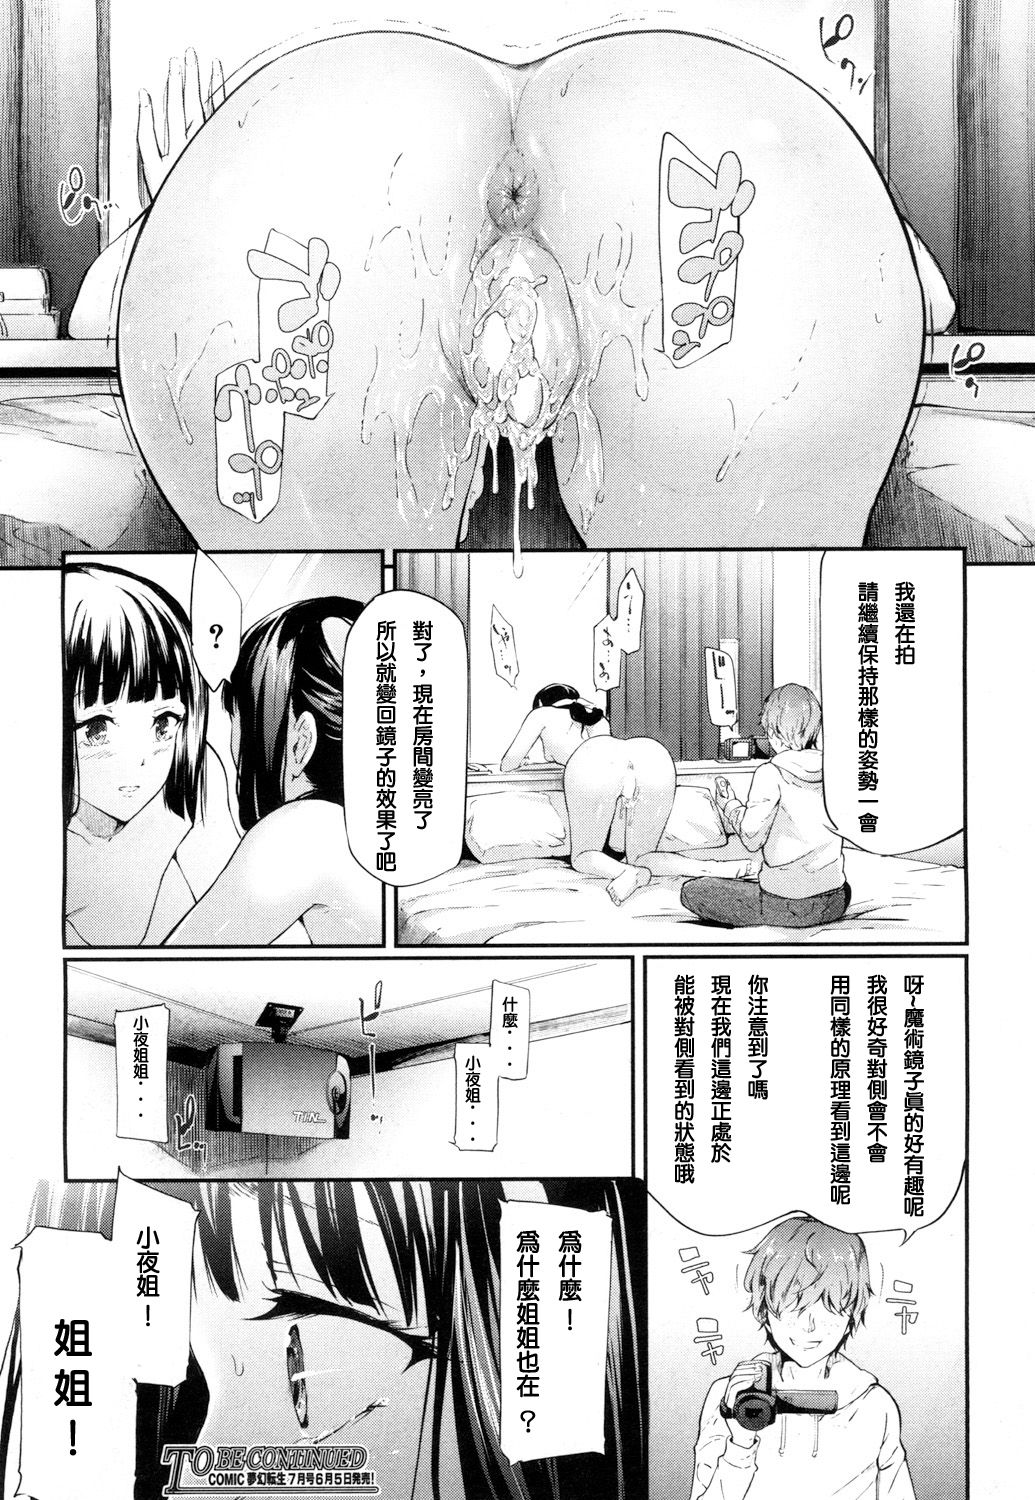 我還在拍
請繼續保持那樣的姿勢一會
對了，現在房間變亮了
所以就變回鏡子的效果了吧
？
呀~魔術鏡子真的好有趣呢
我很好奇對側會不會
用同樣的原理看到這邊呢
你注意到了嗎
現在我們這邊正處於
能被對側看到的狀態哦
ニヤ
ニヤ
什麼...
小夜姐...
小夜姐姐...
為什麼！
為什麼姐姐也在？
小夜姐！
姐姐！
TO BE CONTINUED
COMIC 夢幻転生7月号6月5日発売!